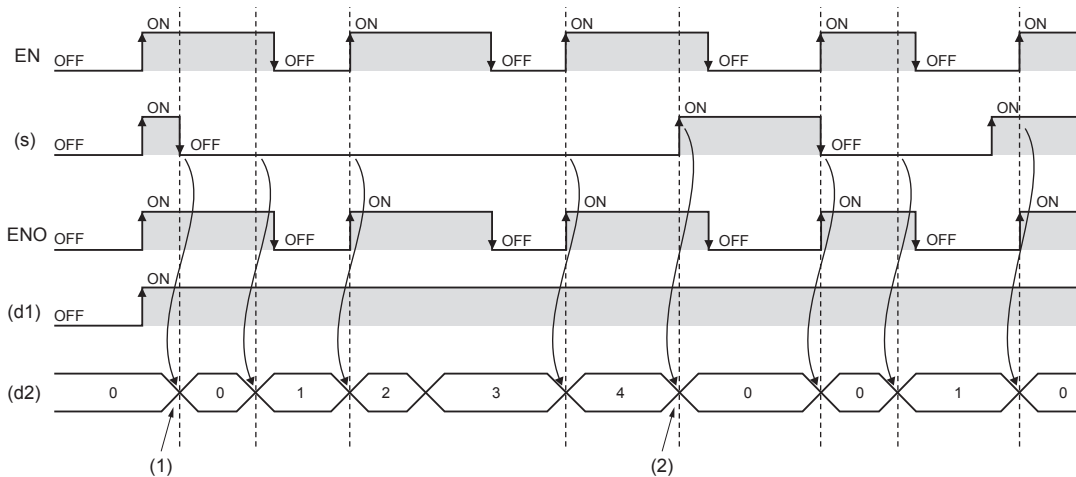 ON ON ON ON ON
EN OFF OFF OFF OFF OFF
ON ON ON
(s) OFF OFF OFF
ON ON ON ON ON
ENO OFF OFF OFF OFF OFF
ON
(d1) OFF
(d2) 0 0 1 2 3 4 0 0 1 0
(1) (2)